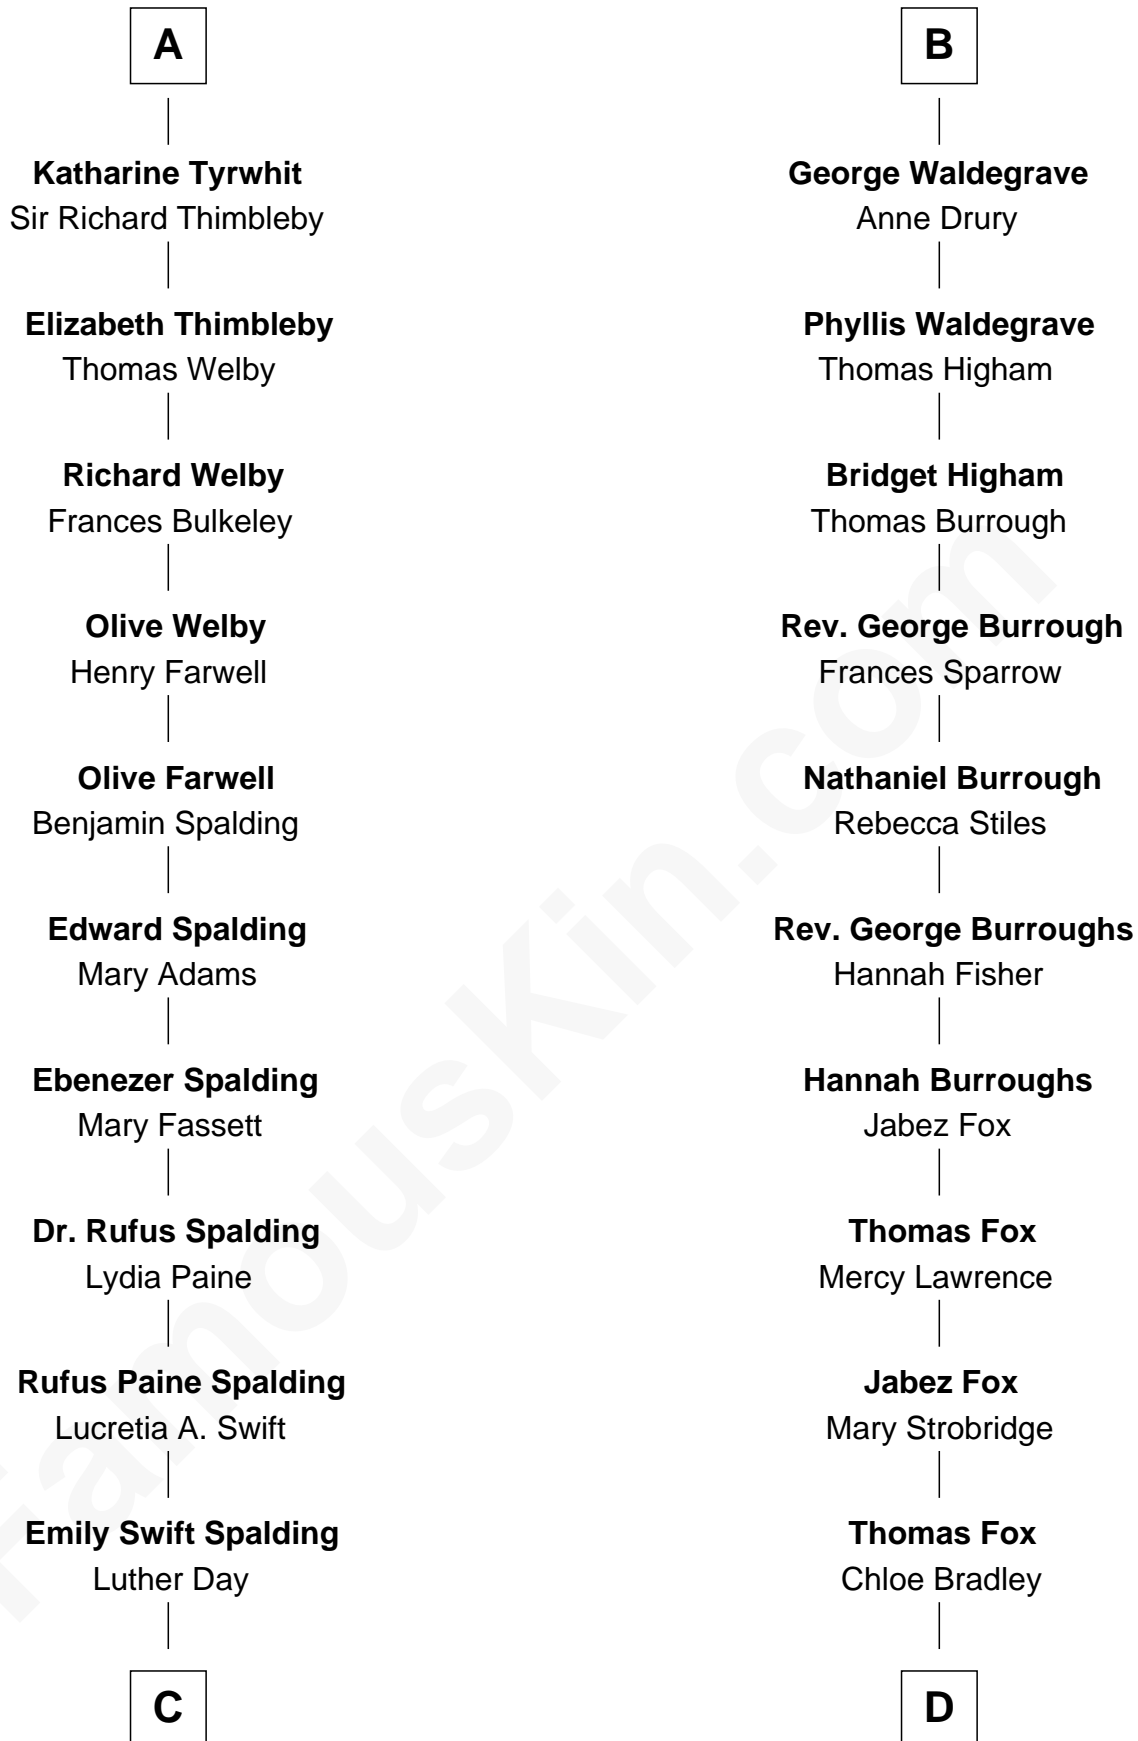 A
Katharine Tyrwhit
Sir Richard Thimbleby
Elizabeth Thimbleby
Thomas Welby
Richard Welby
Frances Bulkeley
Olive Welby
Henry Farwell
Olive Farwell
Benjamin Spalding
Edward Spalding
Mary Adams
Ebenezer Spalding
Mary Fassett
Dr. Rufus Spalding
Lydia Paine
Rufus Paine Spalding
Lucretia A. Swift
Emily Swift Spalding
Luther Day
C
B
George Waldegrave
Anne Drury
Phyllis Waldegrave
Thomas Higham
Bridget Higham
Thomas Burrough
Rev. George Burrough
Frances Sparrow
Nathaniel Burrough
Rebecca Stiles
Rev. George Burroughs
Hannah Fisher
Hannah Burroughs
Jabez Fox
Thomas Fox
Mercy Lawrence
Jabez Fox
Mary Strobridge
Thomas Fox
Chloe Bradley
D
FamousKin.com